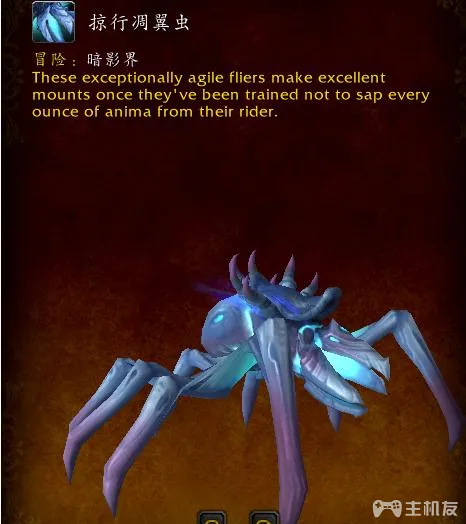 掠行凋翼虫
冒险：暗影界
These exceptionally agile fliers make excellent
mounts once they've been trained not to sap every
ounce of anima from their rider.
主机友